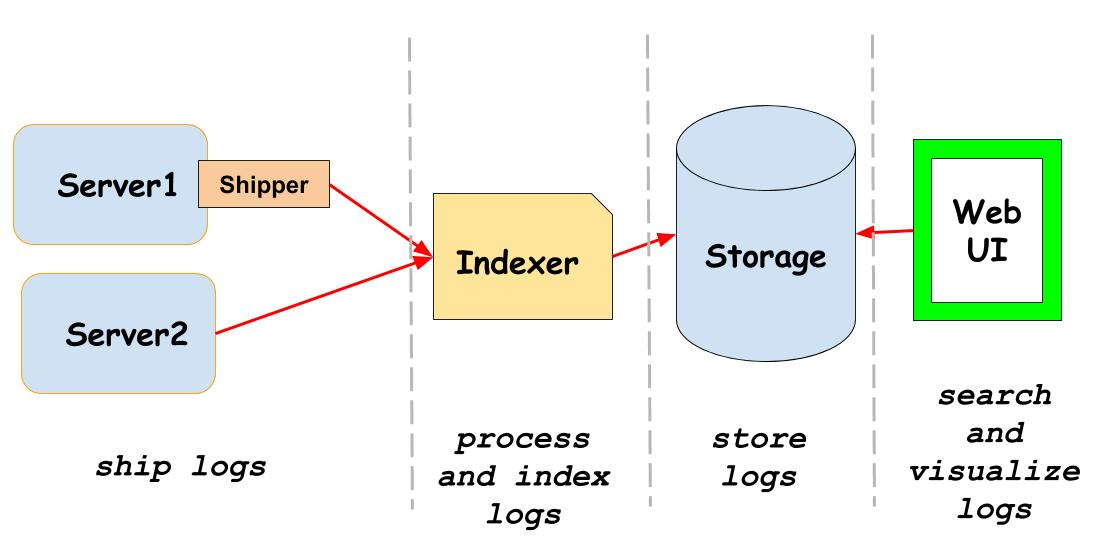 Server1
Shipper
Server2
Indexer
Storage
Web
UI
ship logs
process
and index
logs
store
logs
search
and
visualize
logs